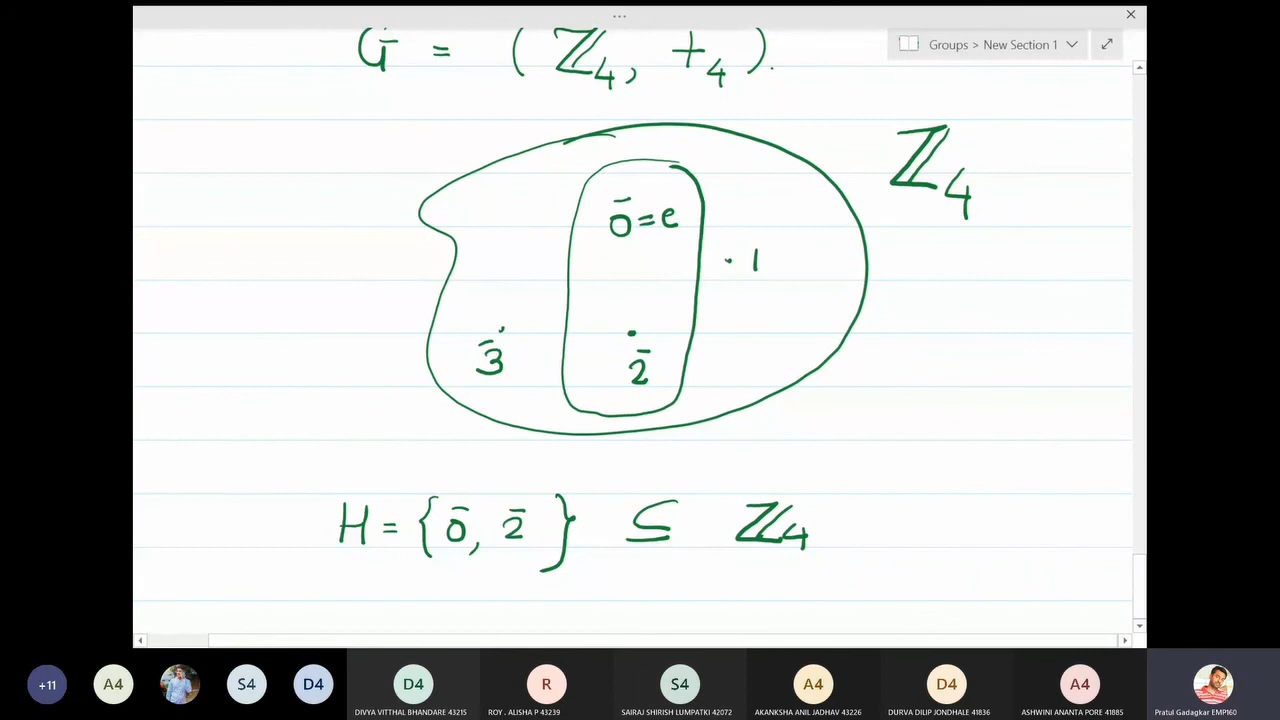 ...
Groups > New Section 1
G = ( ℤ₄, +₄ ).
ℤ₄
0̄ = e
· 1
3̄
2̄
H = { 0̄, 2̄ } ⊆ ℤ₄
+11 A4 S4 D4 D4 R S4 A4 D4 A4
DIVYA VITTHAL BHANDARE 43215 ROY . ALISHA P 43239 SAIRAJ SHIRISH LUMPATKI 42072 AKANKSHA ANIL JADHAV 43226 DURVA DILIP JONDHALE 41836 ASHWINI ANANTA PORE 41885 Pratul Gadagkar EMP160